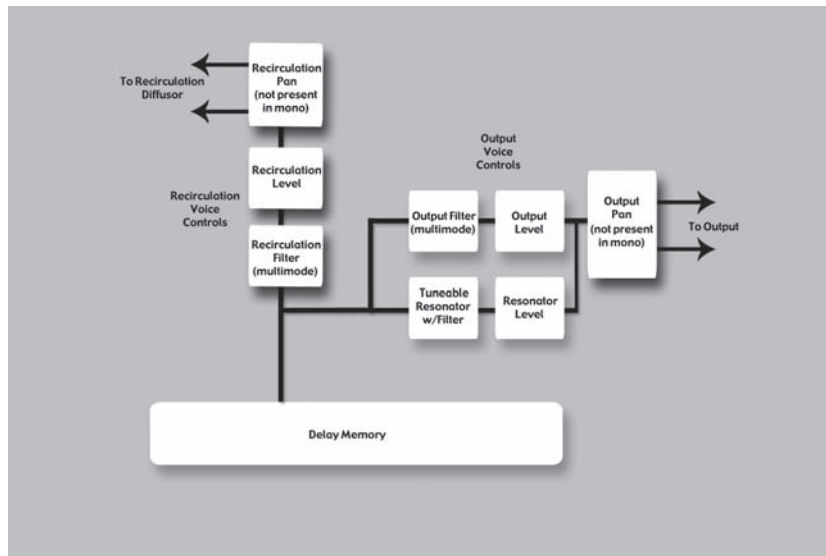 Recirculation
Pan
(not present
in mono)
To Recirculation
Diffusor
Recirculation
Level
Recirculation
Voice
Controls
Recirculation
Filter
(multimode)
Output
Voice
Controls
Output Filter
(multimode)
Output
Level
Output
Pan
(not present
in mono)
To Output
Tuneable
Resonator
w/Filter
Resonator
Level
Delay Memory